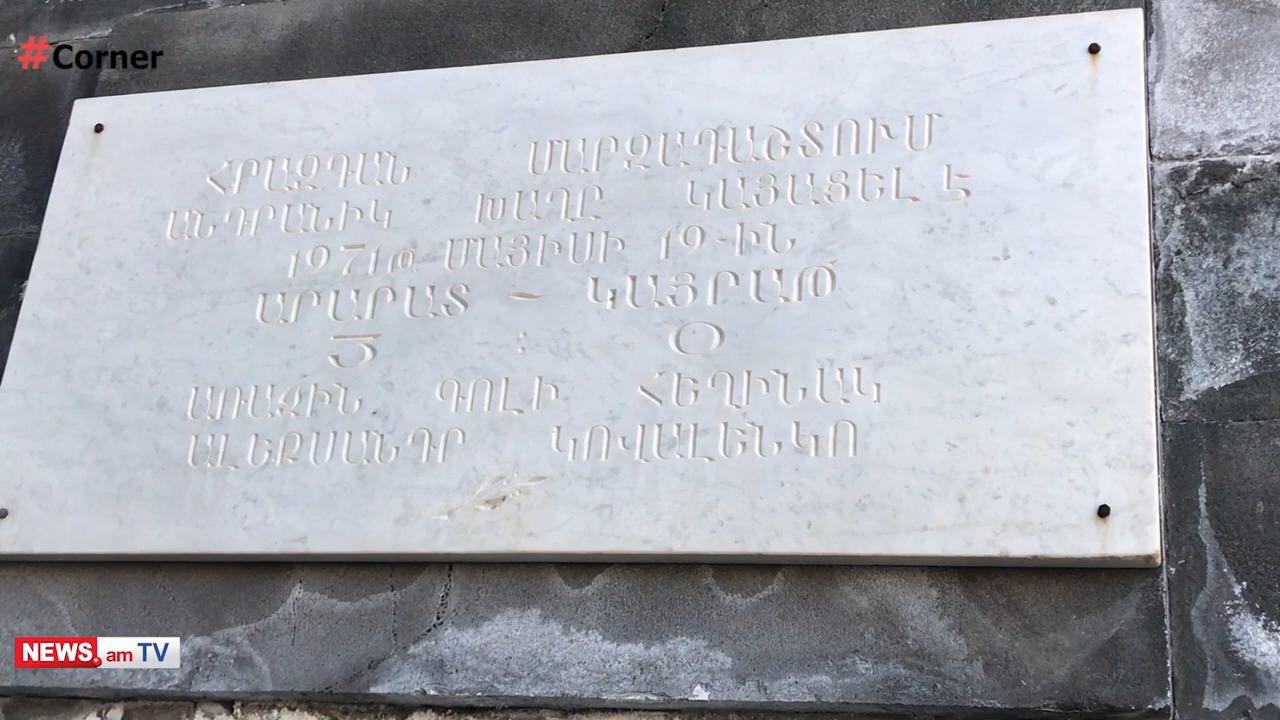 #Corner
ՀՐԱԶԴԱՆ ՄԱՐԶԱԴԱՇՏՈՒՄ
ԱՆԴՐԱՆԻԿ ԽԱՂԸ ԿԱՅԱՑԵԼ Է
1971թ. ՄԱՅԻՍԻ 19-ԻՆ
ԱՐԱՐԱՏ - ԿԱՅՐԱԹ
3 : 0
ԱՌԱՋԻՆ ԳՈԼԻ ՀԵՂԻՆԱԿ
ԱԼԵՔՍԱՆԴՐ ԿՈՎԱԼԵՆԿՈ
NEWS.am TV